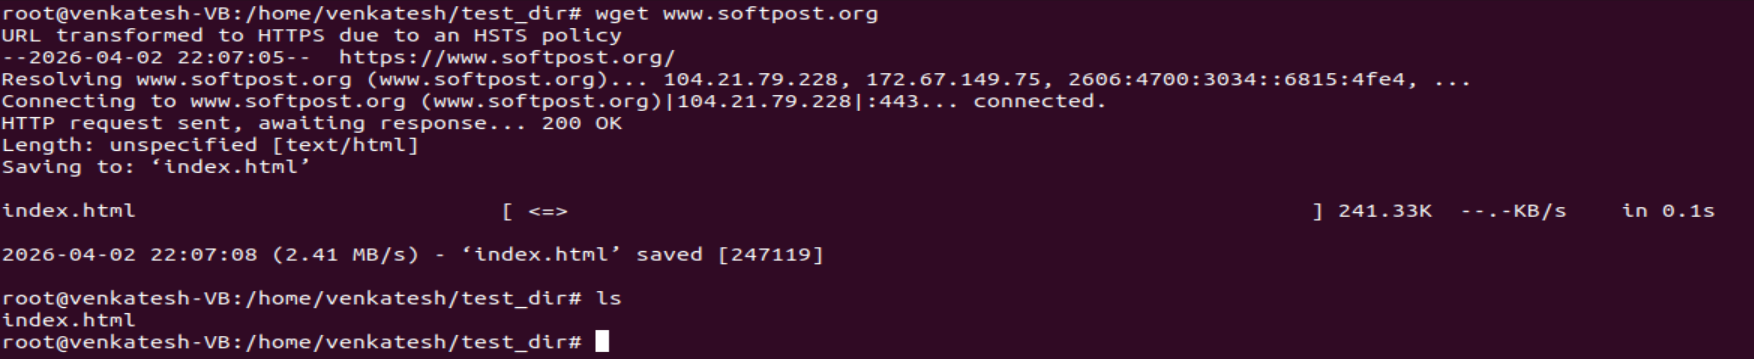 root@venkatesh-VB:/home/venkatesh/test_dir# wget www.softpost.org
URL transformed to HTTPS due to an HSTS policy
--2026-04-02 22:07:05--  https://www.softpost.org/
Resolving www.softpost.org (www.softpost.org)... 104.21.79.228, 172.67.149.75, 2606:4700:3034::6815:4fe4, ...
Connecting to www.softpost.org (www.softpost.org)|104.21.79.228|:443... connected.
HTTP request sent, awaiting response... 200 OK
Length: unspecified [text/html]
Saving to: ‘index.html’
index.html                           [ <=>                                                       ] 241.33K  --.-KB/s    in 0.1s
2026-04-02 22:07:08 (2.41 MB/s) - ‘index.html’ saved [247119]
root@venkatesh-VB:/home/venkatesh/test_dir# ls
index.html
root@venkatesh-VB:/home/venkatesh/test_dir#